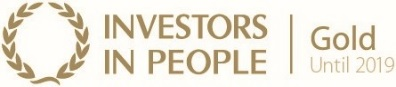 INVESTORS
IN PEOPLE
Gold
Until 2019